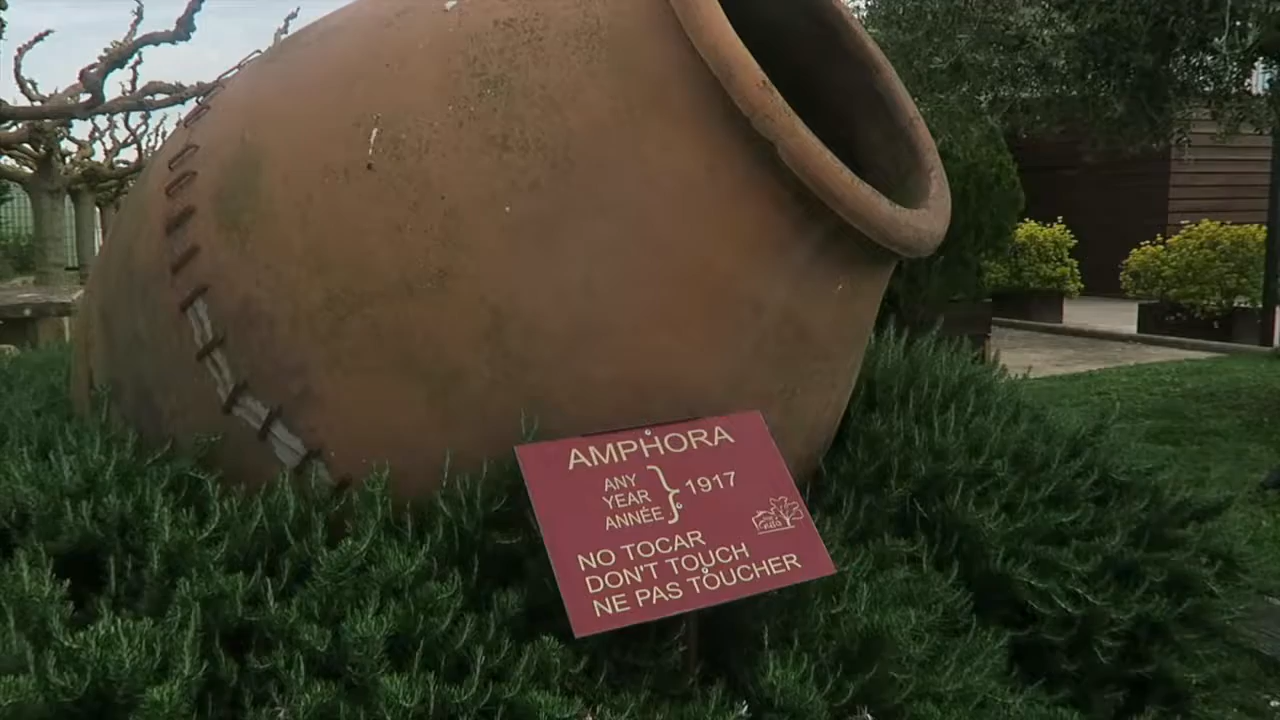 AMPHORA
ANY
YEAR
ANNÉE
1917
NO TOCAR
DON'T TOUCH
NE PAS TOUCHER